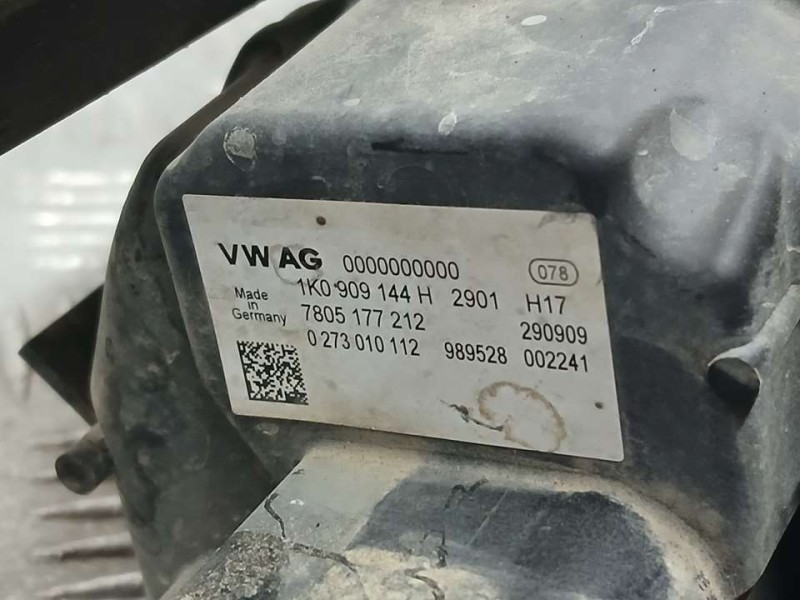 VW AG 0000000000 078
1K0 909 144 H 2901 H17
Made in Germany
7805 177 212 290909
0 273 010 112 989528 002241